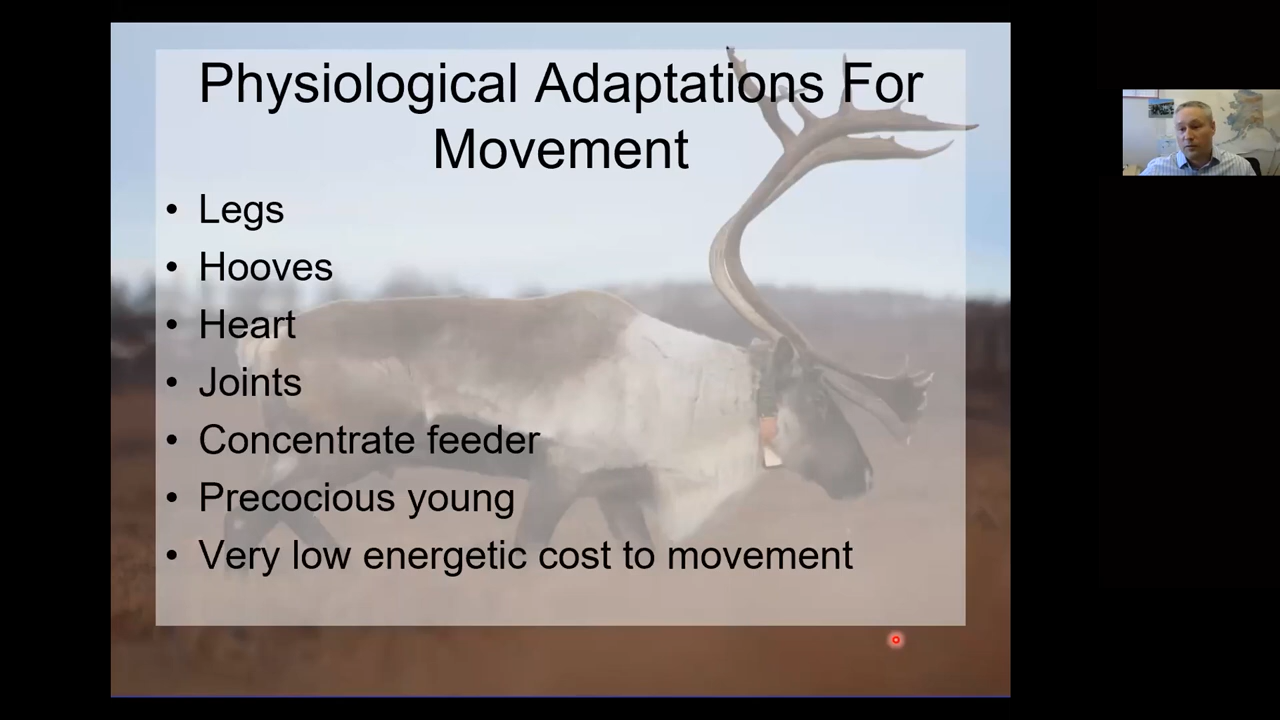 Physiological Adaptations For
Movement
• Legs
• Hooves
• Heart
• Joints
• Concentrate feeder
• Precocious young
• Very low energetic cost to movement